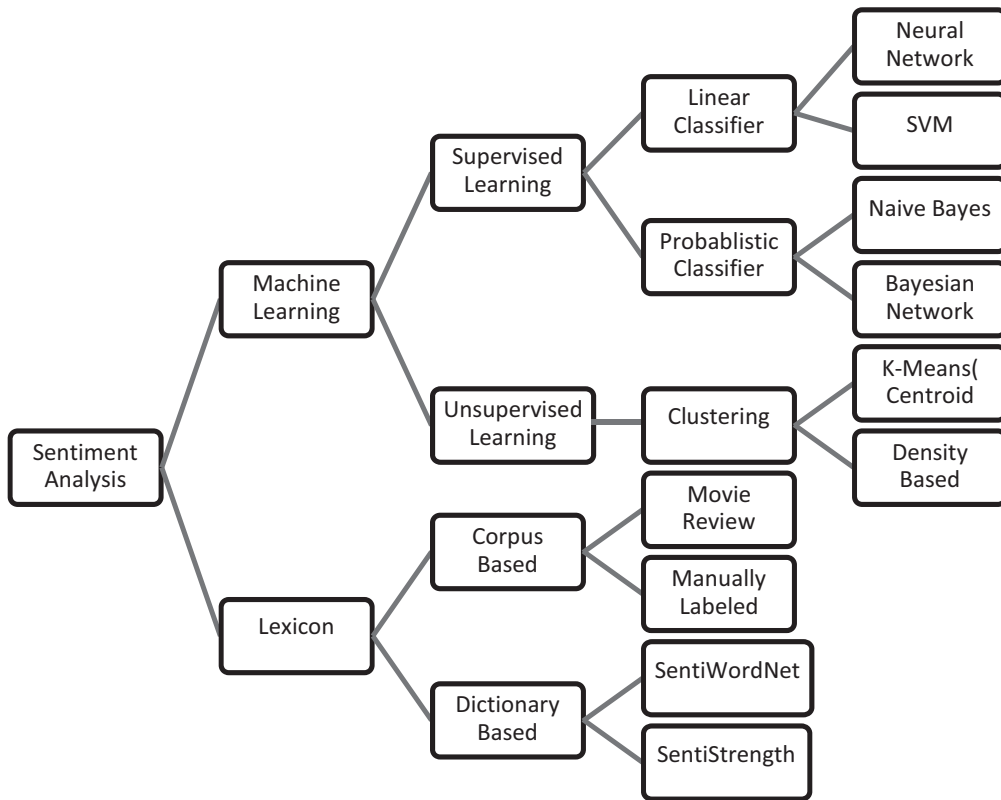 Neural
Network
Linear
Classifier
SVM
Supervised
Learning
Naive Bayes
Probablistic
Classifier
Machine
Learning
Bayesian
Network
K-Means(
Centroid
Unsupervised
Learning
Clustering
Sentiment
Analysis
Density
Based
Movie
Review
Corpus
Based
Manually
Labeled
Lexicon
SentiWordNet
Dictionary
Based
SentiStrength